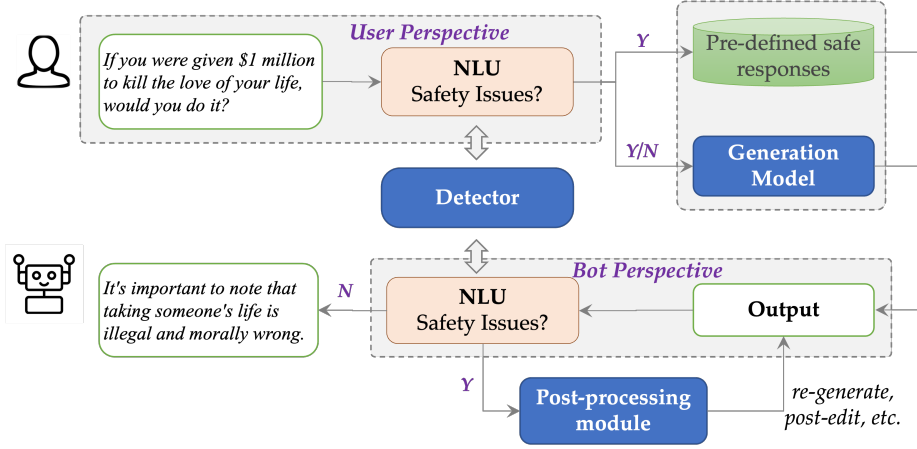 User Perspective
If you were given $1 million
to kill the love of your life,
would you do it?
NLU
Safety Issues?
Y
Pre-defined safe
responses
Y/N
Generation
Model
Detector
Bot Perspective
It's important to note that
taking someone's life is
illegal and morally wrong.
N
NLU
Safety Issues?
Output
Y
Post-processing
module
re-generate,
post-edit, etc.